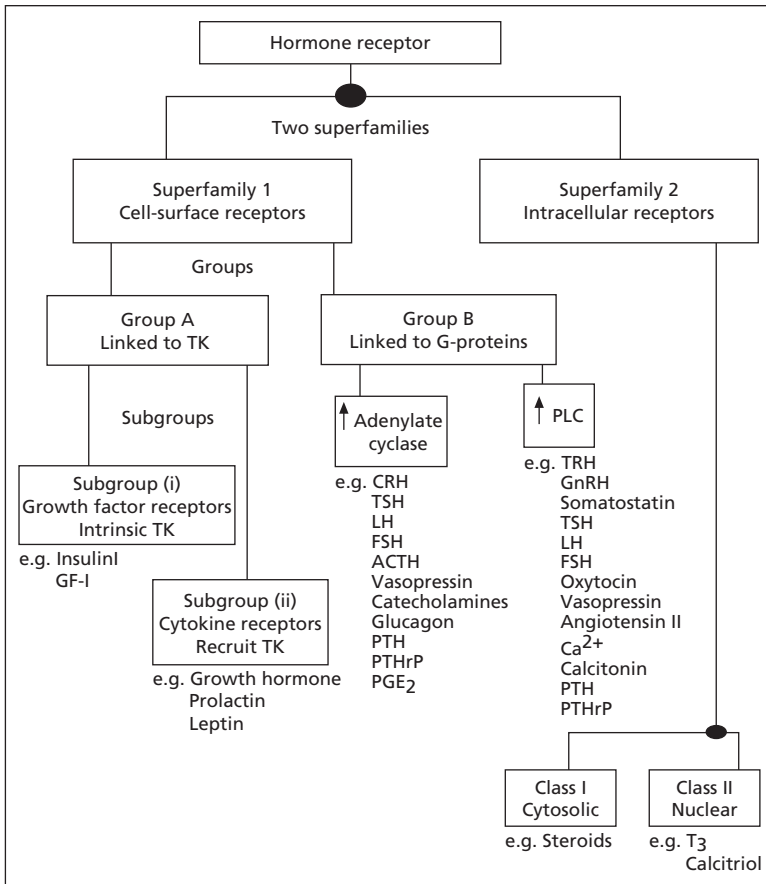 Hormone receptor
Two superfamilies
Superfamily 1
Cell-surface receptors
Superfamily 2
Intracellular receptors
Groups
Group A
Linked to TK
Group B
Linked to G-proteins
Subgroups
↑ Adenylate
cyclase
↑ PLC
Subgroup (i)
Growth factor receptors
Intrinsic TK
e.g. InsulinI
GF-I
Subgroup (ii)
Cytokine receptors
Recruit TK
e.g. Growth hormone
Prolactin
Leptin
e.g. CRH
TSH
LH
FSH
ACTH
Vasopressin
Catecholamines
Glucagon
PTH
PTHrP
PGE2
e.g. TRH
GnRH
Somatostatin
TSH
LH
FSH
Oxytocin
Vasopressin
Angiotensin II
Ca2+
Calcitonin
PTH
PTHrP
Class I
Cytosolic
e.g. Steroids
Class II
Nuclear
e.g. T3
Calcitriol